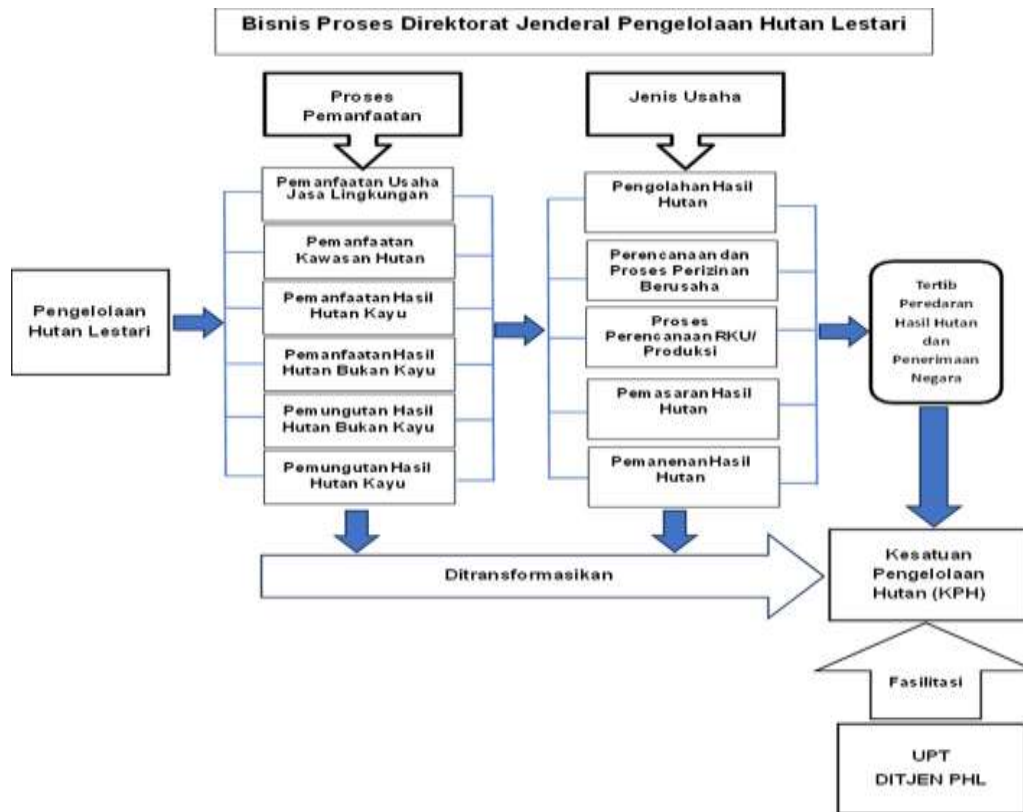 Bisnis Proses Direktorat Jenderal Pengelolaan Hutan Lestari
Proses
Pemanfaatan
Jenis Usaha
Pengelolaan
Hutan Lestari
Pemanfaatan Usaha
Jasa Lingkungan
Pemanfaatan
Kawasan Hutan
Pemanfaatan Hasil
Hutan Kayu
Pemanfaatan Hasil
Hutan Bukan Kayu
Pemungutan Hasil
Hutan Bukan Kayu
Pemungutan Hasil
Hutan Kayu
Pengolahan Hasil
Hutan
Perencanaan dan
Proses Perizinan
Berusaha
Proses
Perencanaan RKU/
Produksi
Pemasaran Hasil
Hutan
Pemanenan Hasil
Hutan
Tertib
Peredaran
Hasil Hutan
dan
Penerimaan
Negara
Ditransformasikan
Kesatuan
Pengelolaan
Hutan (KPH)
Fasilitasi
UPT
DITJEN PHL